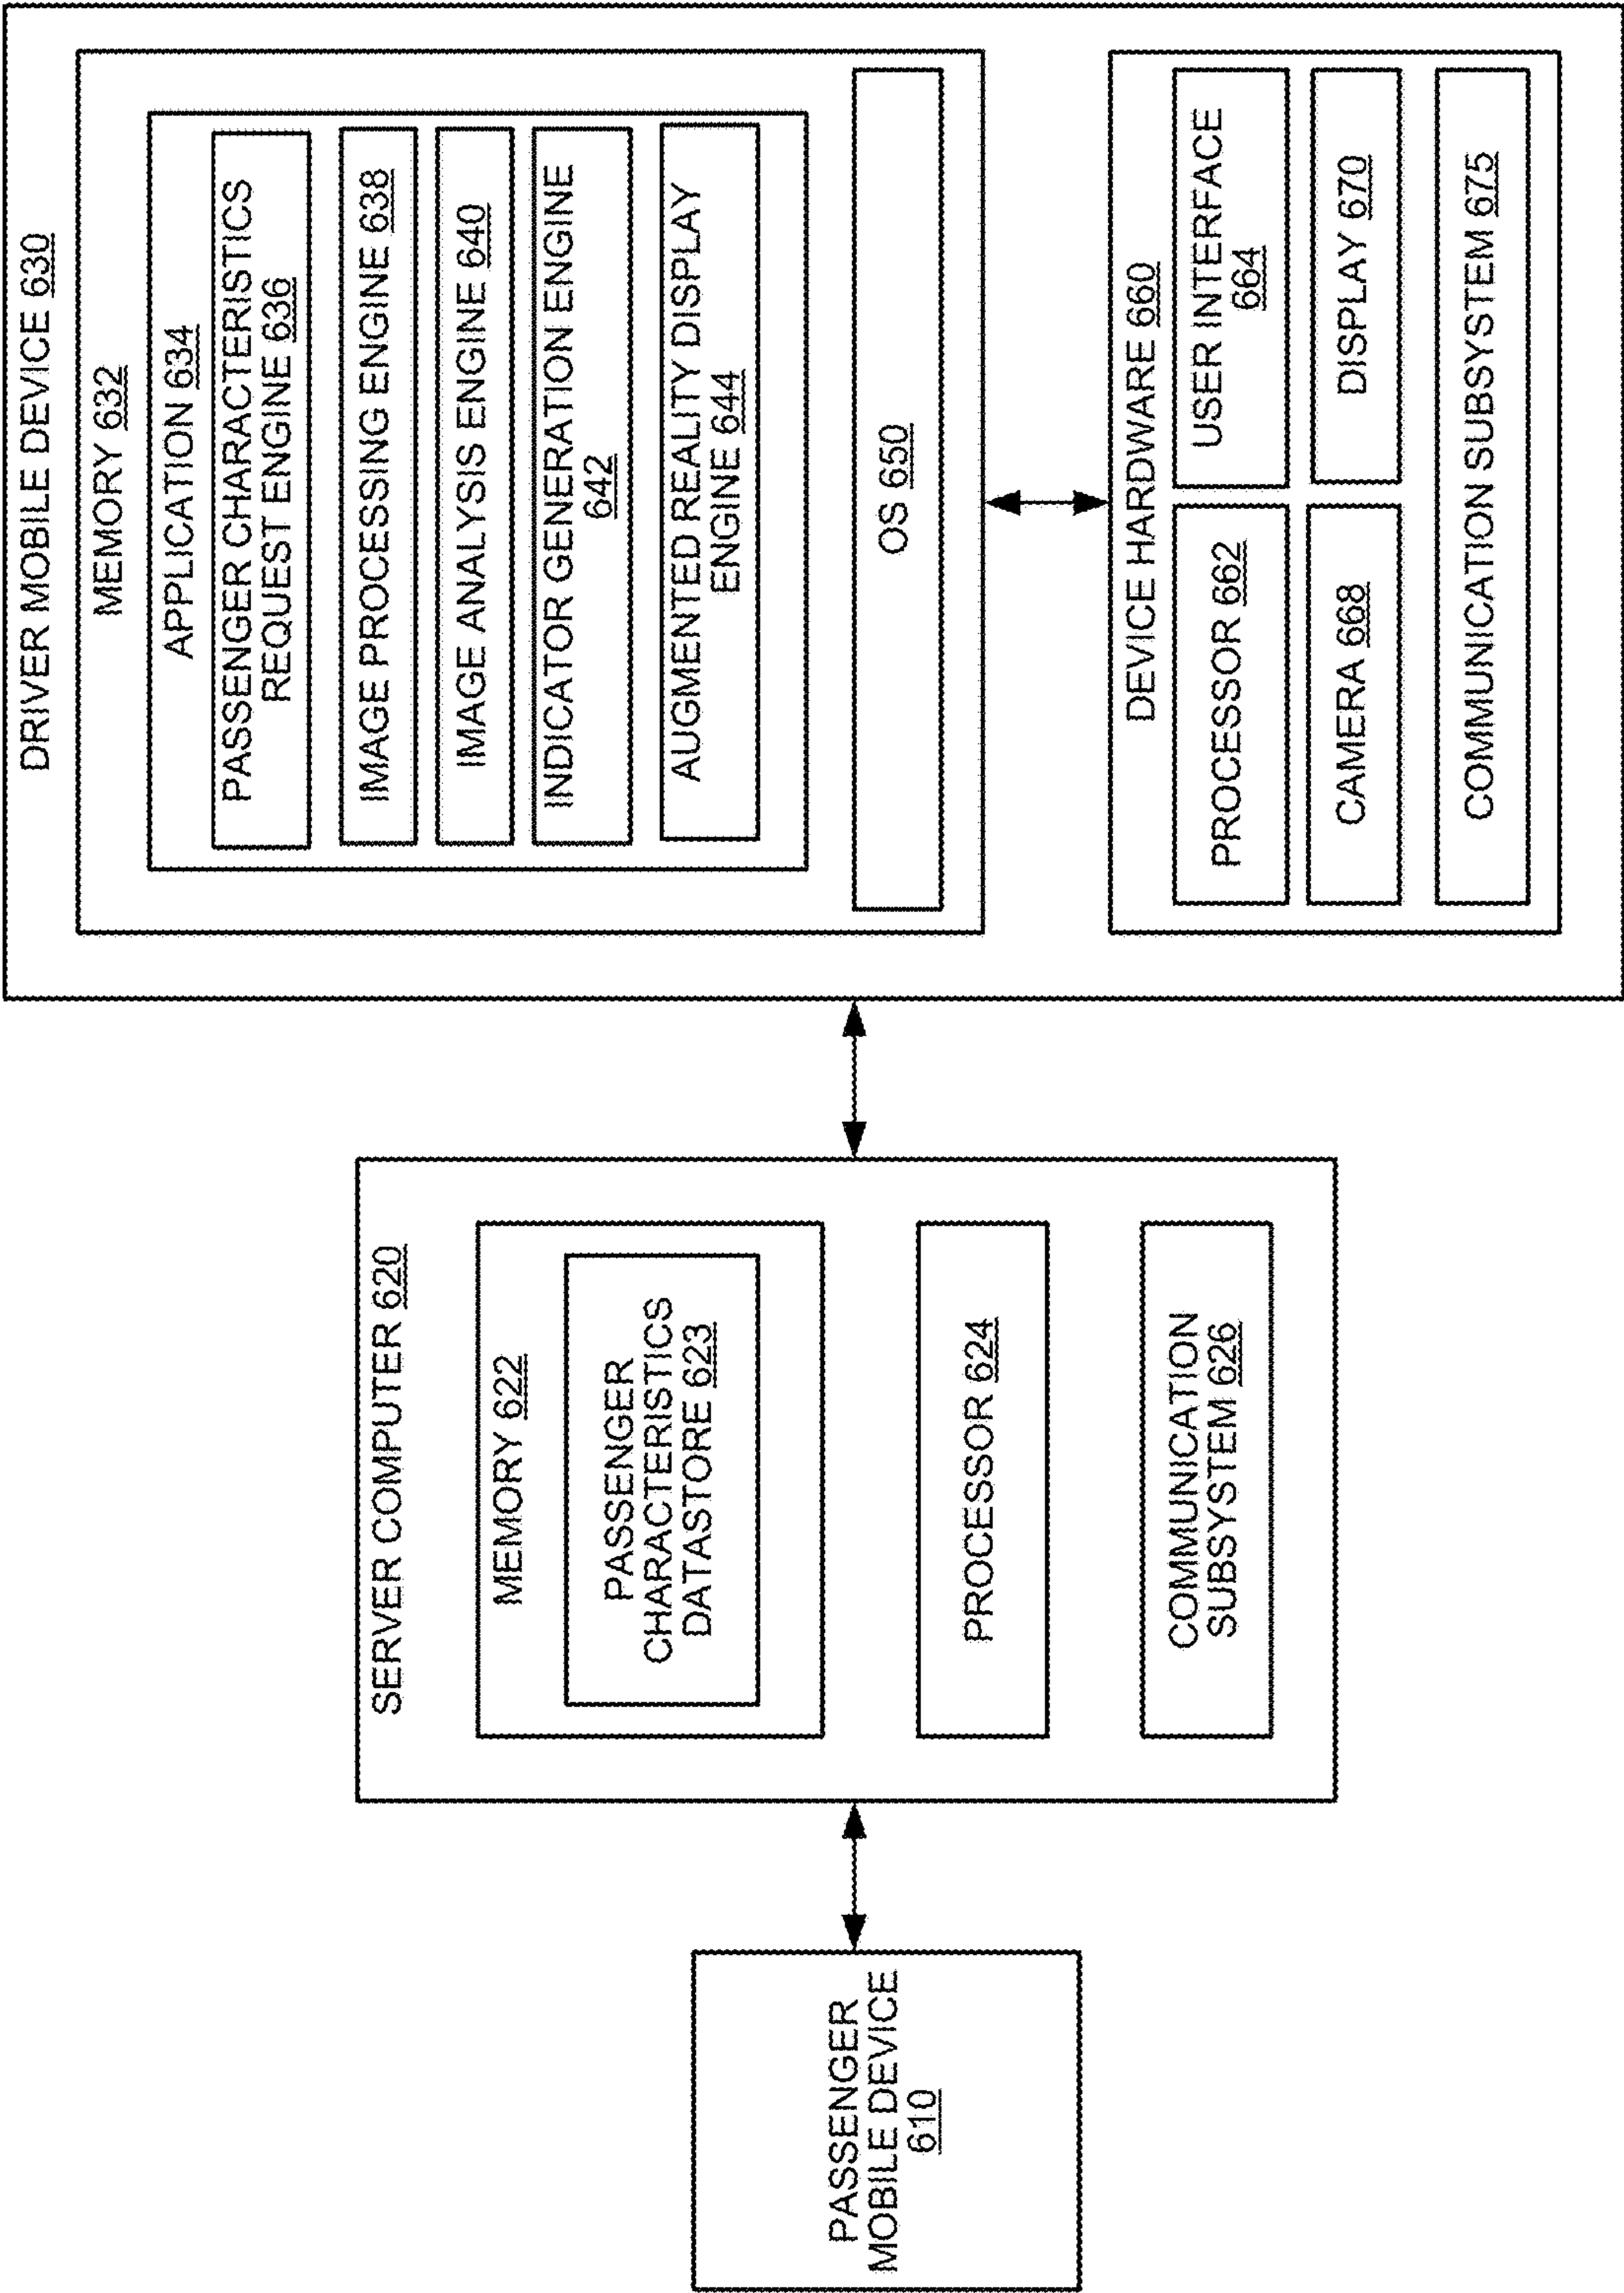 PASSENGER
MOBILE DEVICE
610
SERVER COMPUTER 620
MEMORY 622
PASSENGER
CHARACTERISTICS
DATASTORE 623
PROCESSOR 624
COMMUNICATION
SUBSYSTEM 626
DRIVER MOBILE DEVICE 630
MEMORY 632
APPLICATION 634
PASSENGER CHARACTERISTICS
REQUEST ENGINE 636
IMAGE PROCESSING ENGINE 638
IMAGE ANALYSIS ENGINE 640
INDICATOR GENERATION ENGINE
642
AUGMENTED REALITY DISPLAY
ENGINE 644
OS 650
DEVICE HARDWARE 660
PROCESSOR 662
USER INTERFACE
664
CAMERA 668
DISPLAY 670
COMMUNICATION SUBSYSTEM 675